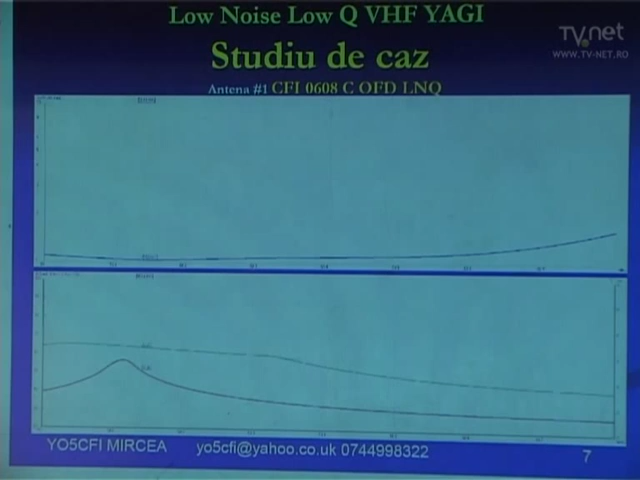 Low Noise Low Q VHF YAGI
TV.net
WWW.TV-NET.RO
Studiu de caz
Antena #1 CFI 0608 C OFD LNQ
YO5CFI MIRCEA
yo5cfi@yahoo.co.uk 0744998322
7